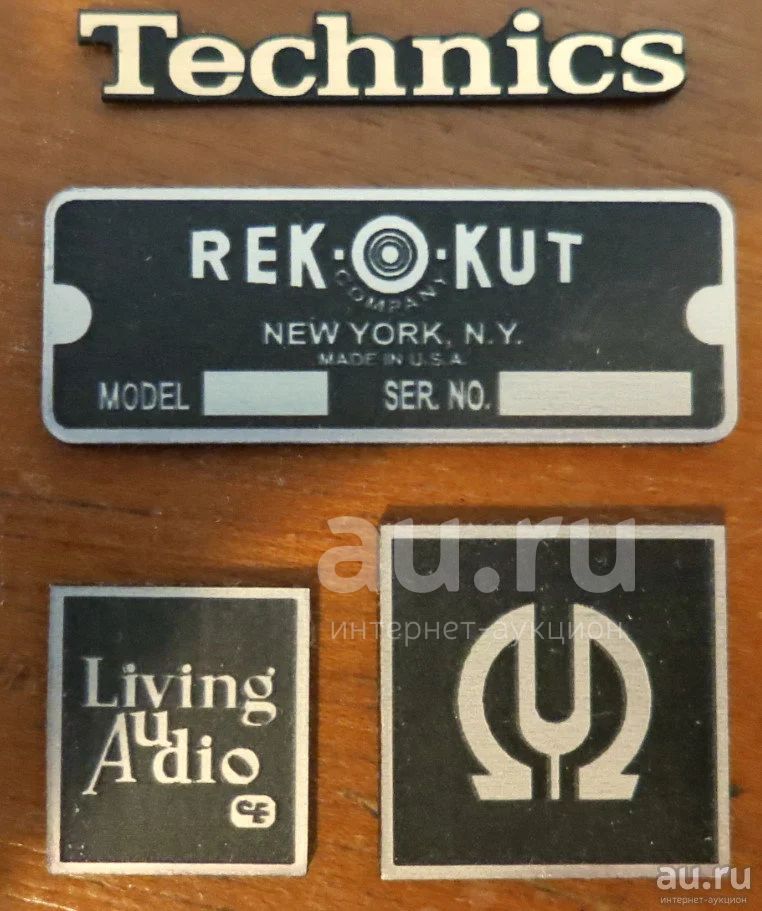 Technics
REK·O·KUT
COMPANY
NEW YORK, N.Y.
MADE IN U.S.A.
MODEL SER. NO.
au.ru
интернет-аукцион
Living
Audio
CF
au.ru
интернет-аукцион